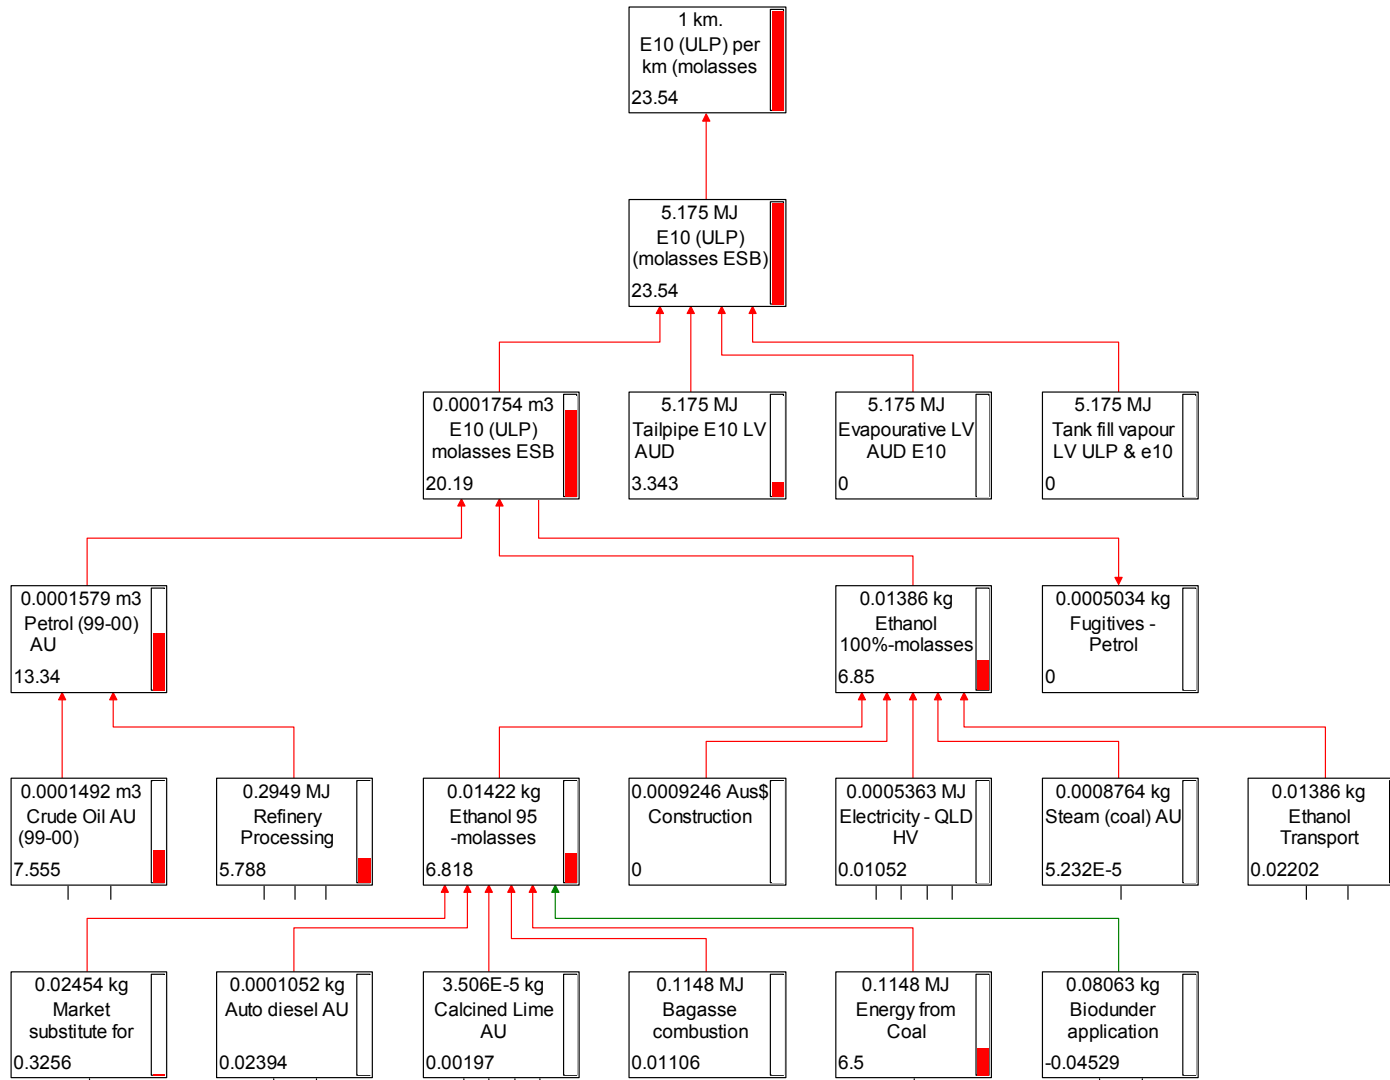 1 km.
E10 (ULP) per
km (molasses
23.54
5.175 MJ
E10 (ULP)
(molasses ESB)
23.54
0.0001754 m3
E10 (ULP)
molasses ESB
20.19
5.175 MJ
Tailpipe E10 LV
AUD
3.343
5.175 MJ
Evapourative LV
AUD E10
0
5.175 MJ
Tank fill vapour
LV ULP & e10
0
0.0001579 m3
Petrol (99-00)
AU
13.34
0.01386 kg
Ethanol
100%-molasses
6.85
0.0005034 kg
Fugitives -
Petrol
0
0.0001492 m3
Crude Oil AU
(99-00)
7.555
0.2949 MJ
Refinery
Processing
5.788
0.01422 kg
Ethanol 95
-molasses
6.818
0.0009246 Aus$
Construction
0
0.0005363 MJ
Electricity - QLD
HV
0.01052
0.0008764 kg
Steam (coal) AU
5.232E-5
0.01386 kg
Ethanol
Transport
0.02202
0.02454 kg
Market
substitute for
0.3256
0.0001052 kg
Auto diesel AU
0.02394
3.506E-5 kg
Calcined Lime
AU
0.00197
0.1148 MJ
Bagasse
combustion
0.01106
0.1148 MJ
Energy from
Coal
6.5
0.08063 kg
Biodunder
application
-0.04529